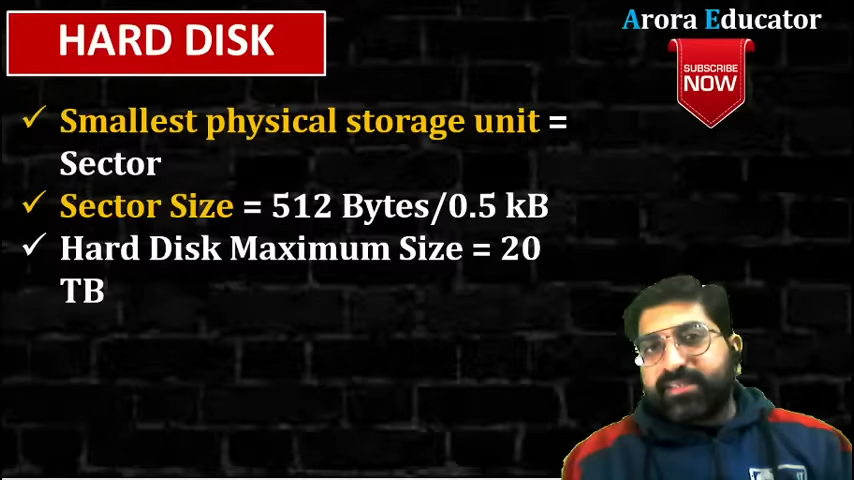 HARD DISK
Arora Educator
SUBSCRIBE
NOW
✓ Smallest physical storage unit =
Sector
✓ Sector Size = 512 Bytes/0.5 kB
✓ Hard Disk Maximum Size = 20
TB